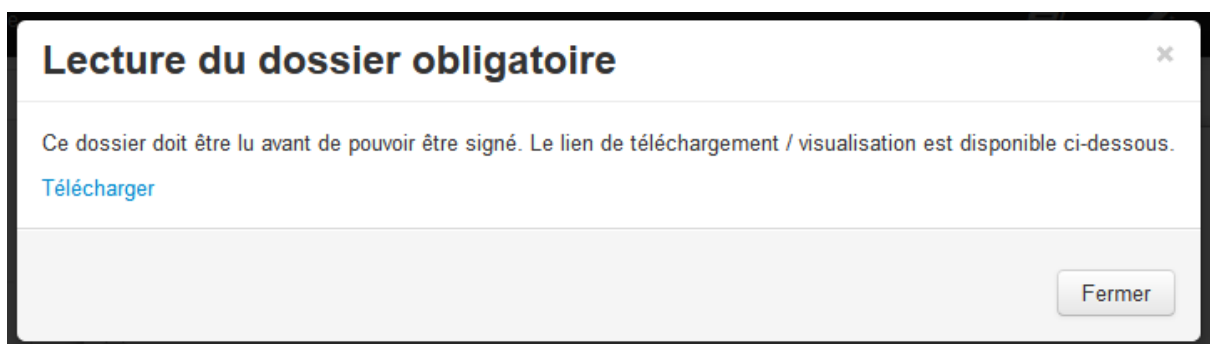 Lecture du dossier obligatoire
×
Ce dossier doit être lu avant de pouvoir être signé. Le lien de téléchargement / visualisation est disponible ci-dessous.
Télécharger
Fermer